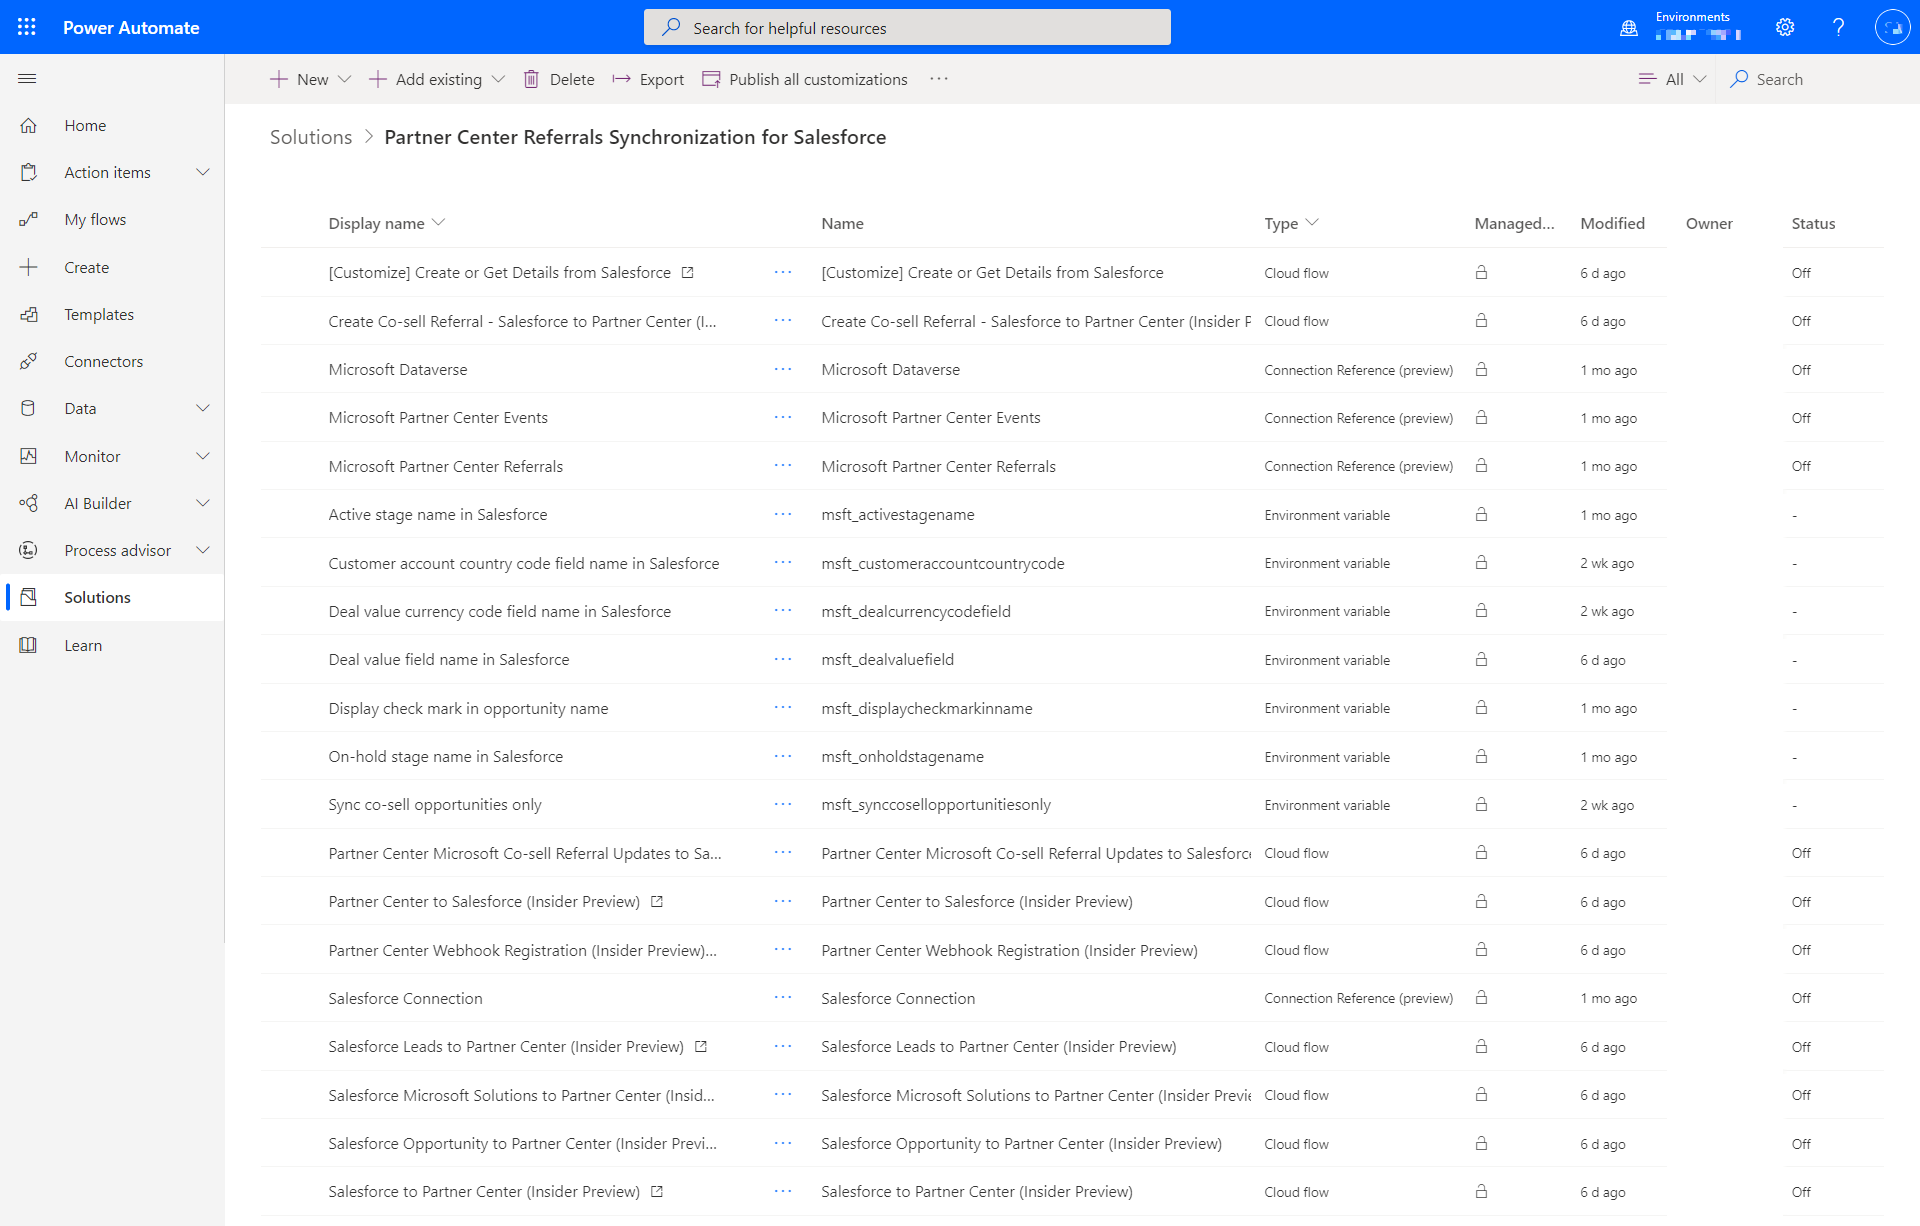 Power Automate
Search for helpful resources
Environments
New
Add existing
Delete
Export
Publish all customizations
All
Search
Home
Action items
My flows
Create
Templates
Connectors
Data
Monitor
AI Builder
Process advisor
Solutions
Learn
Solutions > Partner Center Referrals Synchronization for Salesforce
Display name Name Type Managed... Modified Owner Status
[Customize] Create or Get Details from Salesforce ··· [Customize] Create or Get Details from Salesforce Cloud flow 6 d ago Off
Create Co-sell Referral - Salesforce to Partner Center (I... ··· Create Co-sell Referral - Salesforce to Partner Center (Insider P Cloud flow 6 d ago Off
Microsoft Dataverse ··· Microsoft Dataverse Connection Reference (preview) 1 mo ago Off
Microsoft Partner Center Events ··· Microsoft Partner Center Events Connection Reference (preview) 1 mo ago Off
Microsoft Partner Center Referrals ··· Microsoft Partner Center Referrals Connection Reference (preview) 1 mo ago Off
Active stage name in Salesforce ··· msft_activestagename Environment variable 1 mo ago -
Customer account country code field name in Salesforce ··· msft_customeraccountcountrycode Environment variable 2 wk ago -
Deal value currency code field name in Salesforce ··· msft_dealcurrencycodefield Environment variable 2 wk ago -
Deal value field name in Salesforce ··· msft_dealvaluefield Environment variable 6 d ago -
Display check mark in opportunity name ··· msft_displaycheckmarkinname Environment variable 1 mo ago -
On-hold stage name in Salesforce ··· msft_onholdstagename Environment variable 1 mo ago -
Sync co-sell opportunities only ··· msft_synccosellopportunitiesonly Environment variable 2 wk ago -
Partner Center Microsoft Co-sell Referral Updates to Sa... ··· Partner Center Microsoft Co-sell Referral Updates to Salesforce Cloud flow 6 d ago Off
Partner Center to Salesforce (Insider Preview) ··· Partner Center to Salesforce (Insider Preview) Cloud flow 6 d ago Off
Partner Center Webhook Registration (Insider Preview)... ··· Partner Center Webhook Registration (Insider Preview) Cloud flow 6 d ago Off
Salesforce Connection ··· Salesforce Connection Connection Reference (preview) 1 mo ago Off
Salesforce Leads to Partner Center (Insider Preview) ··· Salesforce Leads to Partner Center (Insider Preview) Cloud flow 6 d ago Off
Salesforce Microsoft Solutions to Partner Center (Insid... ··· Salesforce Microsoft Solutions to Partner Center (Insider Previe Cloud flow 6 d ago Off
Salesforce Opportunity to Partner Center (Insider Previ... ··· Salesforce Opportunity to Partner Center (Insider Preview) Cloud flow 6 d ago Off
Salesforce to Partner Center (Insider Preview) ··· Salesforce to Partner Center (Insider Preview) Cloud flow 6 d ago Off